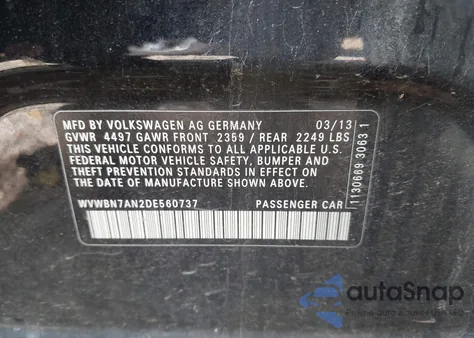 MFD BY VOLKSWAGEN AG GERMANY 03/13
GVWR 4497 GAWR FRONT 2359 / REAR 2249 LBS
THIS VEHICLE CONFORMS TO ALL APPLICABLE U.S.
FEDERAL MOTOR VEHICLE SAFETY, BUMPER AND
THEFT PREVENTION STANDARDS IN EFFECT ON THE
DATE OF MANUFACTURE SHOWN ABOVE
WVWBN7AN2DE560737 PASSENGER CAR
1130669 30631
autoSnap